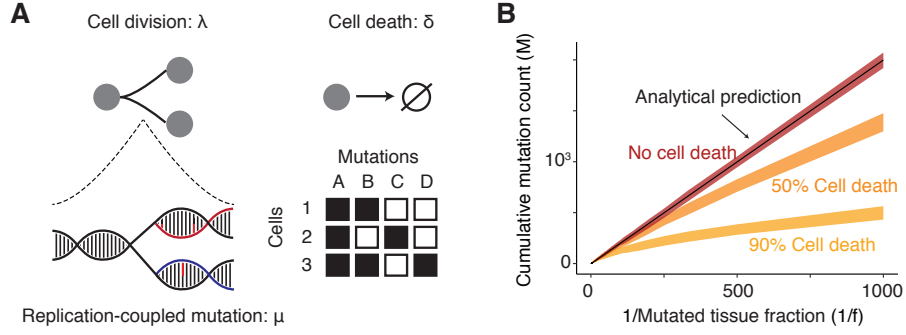 A
Cell division: λ
Cell death: δ
Mutations
A B C D
Cells
1
2
3
Replication-coupled mutation: μ
B
Cumulative mutation count (M)
10³
0
Analytical prediction
No cell death
50% Cell death
90% Cell death
0 500 1000
1/Mutated tissue fraction (1/f)